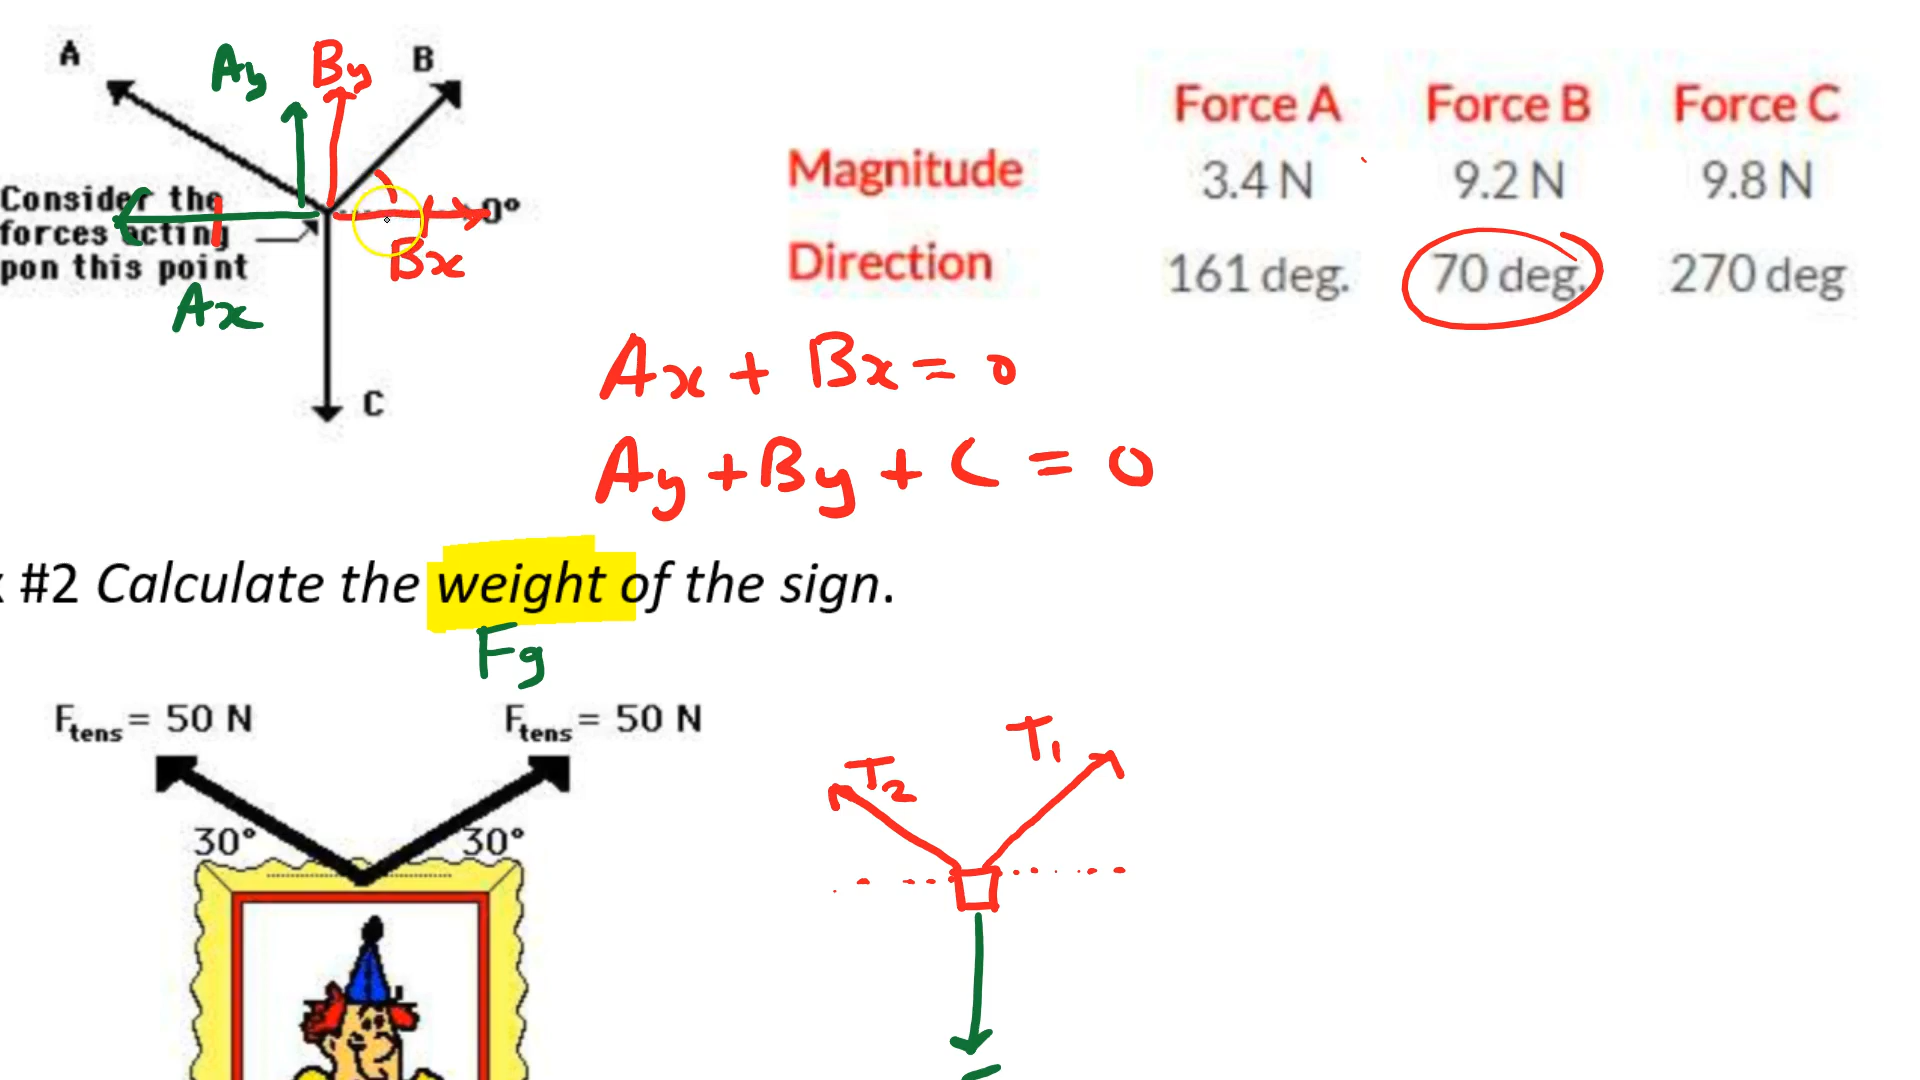 A
Ay
By
B
Consider the
forces acting
pon this point
0°
Bx
Ax
C
Force A Force B Force C
Magnitude 3.4 N 9.2 N 9.8 N
Direction 161 deg. 70 deg. 270 deg
Ax + Bx = 0
Ay + By + C = 0
#2 Calculate the weight of the sign.
Fg
Ftens = 50 N Ftens = 50 N
30° 30°
T2
T1